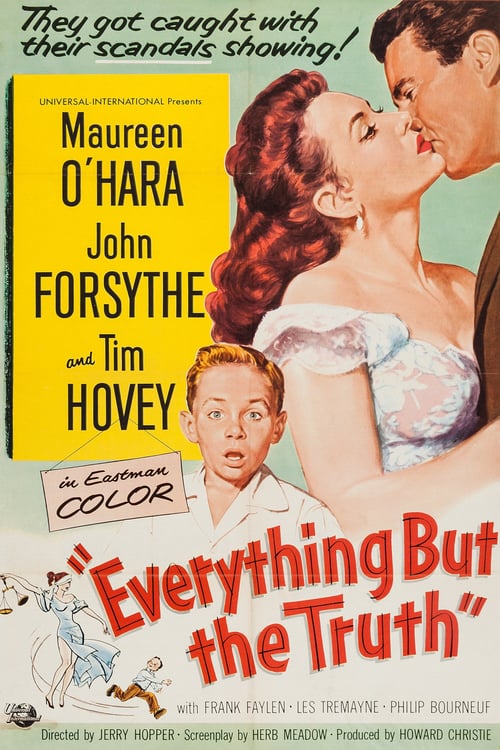 They got caught with
their scandals showing!
UNIVERSAL-INTERNATIONAL Presents
Maureen
O'HARA
John
FORSYTHE
and Tim
HOVEY
in Eastman
COLOR
"Everything But
the Truth"
with FRANK FAYLEN · LES TREMAYNE · PHILIP BOURNEUF
Directed by JERRY HOPPER · Screenplay by HERB MEADOW · Produced by HOWARD CHRISTIE